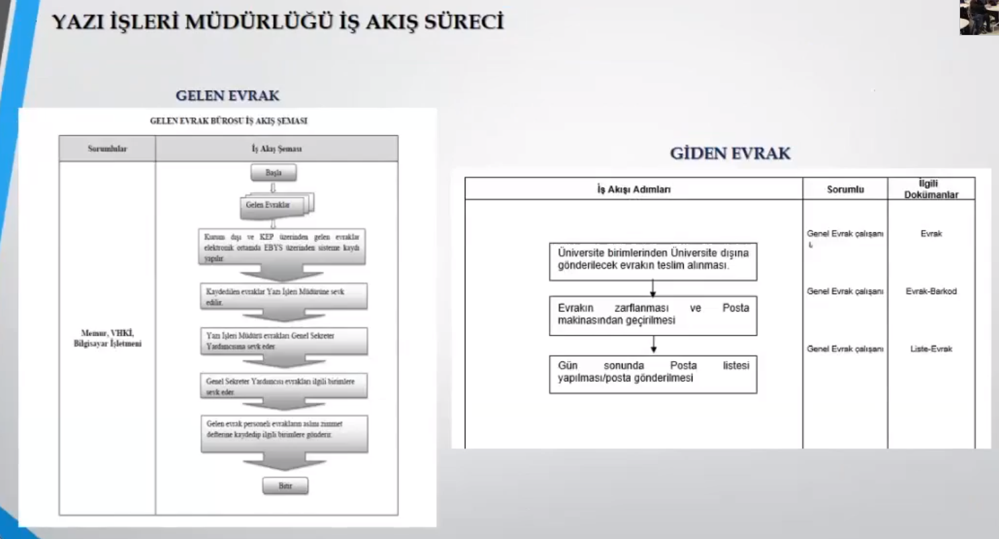 YAZI İŞLERİ MÜDÜRLÜĞÜ İŞ AKIŞ SÜRECİ
GELEN EVRAK
GELEN EVRAK BÜROSU İŞ AKIŞ ŞEMASI
Sorumlular
İş Akış Şeması
Memur, VHKİ,
Bilgisayar İşletmeni
Başla
Gelen Evraklar
Kurum dışı ve KEP üzerinden gelen evraklar
elektronik ortamda EBYS üzerinden sisteme kaydı
yapılır.
Kaydedilen evraklar Yazı İşleri Müdürüne sevk
edilir.
Yazı İşleri Müdürü evrakları Genel Sekreter
Yardımcısına sevk eder
Genel Sekreter Yardımcısı evrakları ilgili birimlere
sevk eder
Gelen evrak personeli evrakların aslını zimmet
defterine kaydedip ilgili birimlere gönderir.
Bitir
GİDEN EVRAK
İş Akışı Adımları
Sorumlu
İlgili
Dokümanlar
Üniversite birimlerinden Üniversite dışına
gönderilecek evrakın teslim alınması.
Genel Evrak çalışanı
Evrak
Evrakın zarflanması ve Posta
makinasından geçirilmesi
Genel Evrak çalışanı
Evrak-Barkod
Gün sonunda Posta listesi
yapılması/posta gönderilmesi
Genel Evrak çalışanı
Liste-Evrak